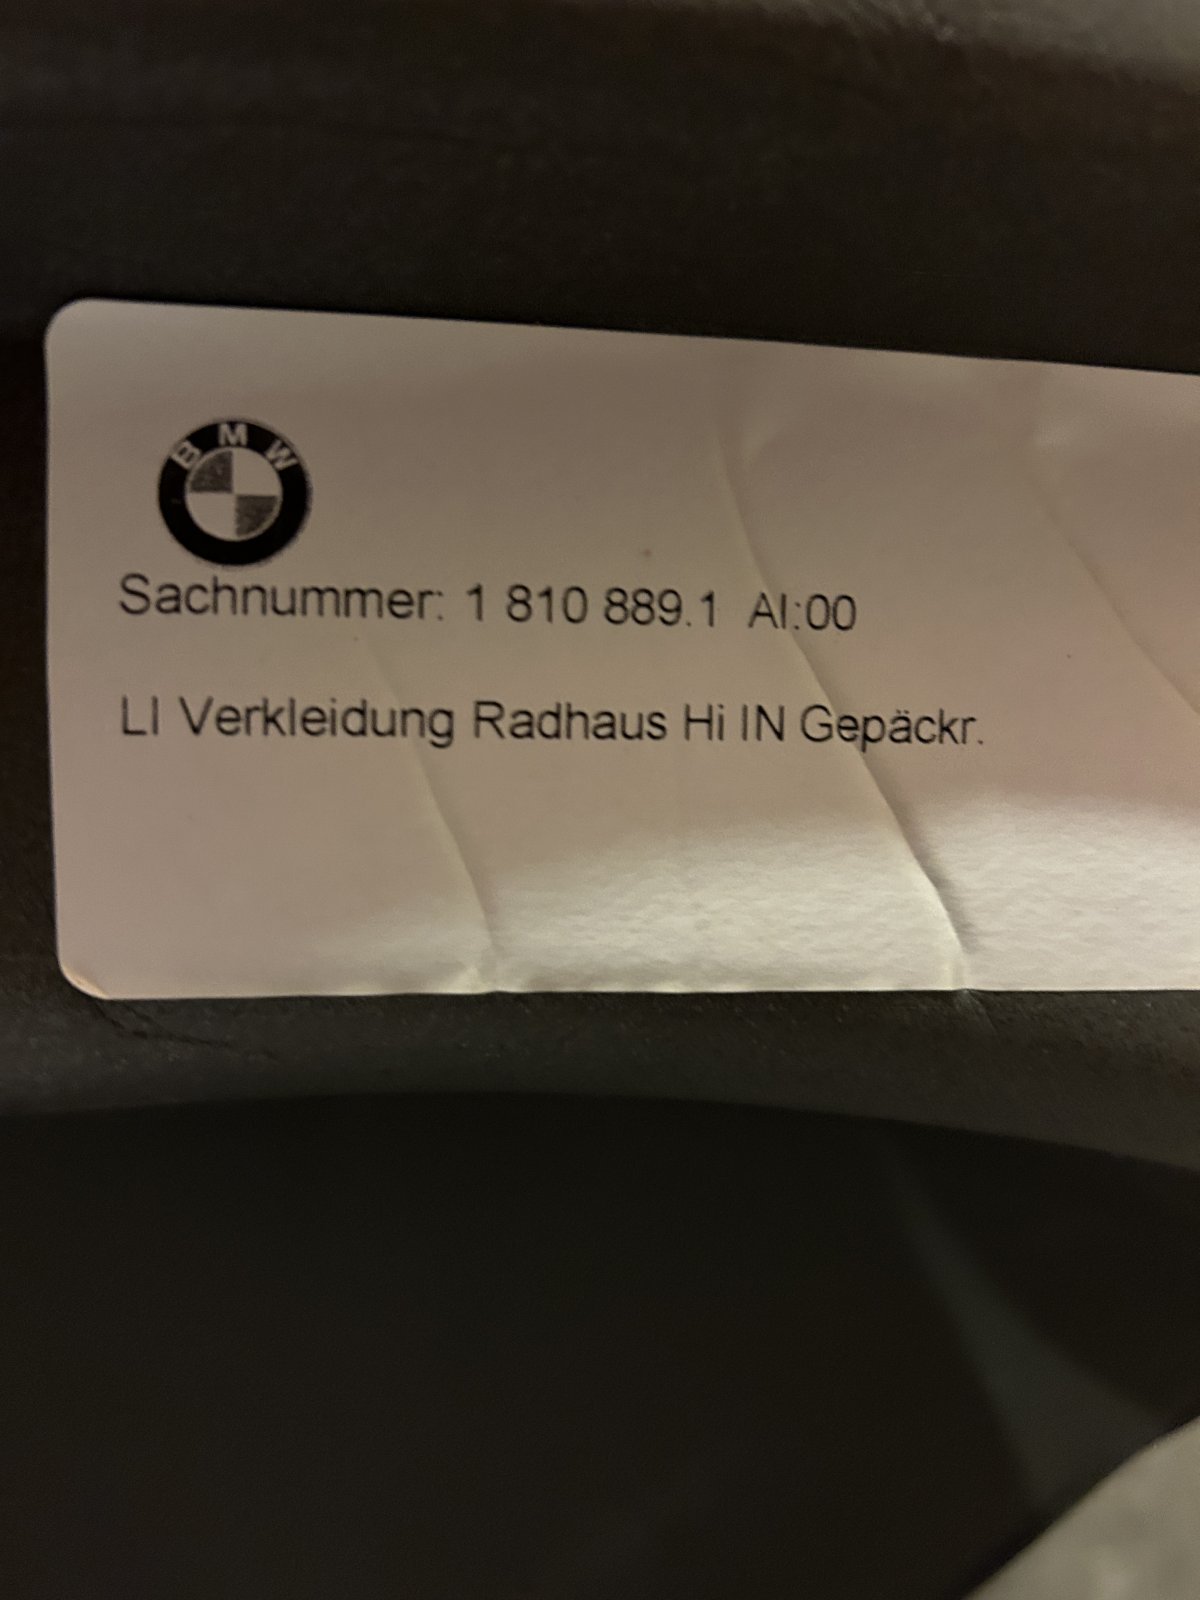 BMW
Sachnummer: 1 810 889.1 AI:00
LI Verkleidung Radhaus Hi IN Gepäckr.